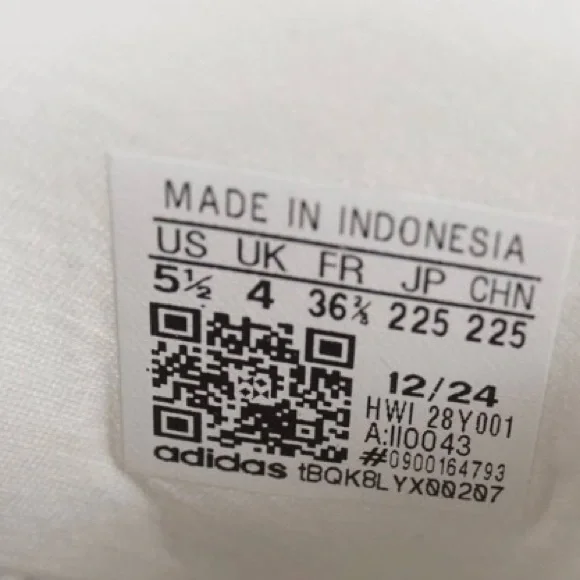 MADE IN INDONESIA
US UK FR JP CHN
5½ 4 36⅔ 225 225
12/24
HWI 28Y001
A:II0043
#0900164793
adidas tBQK8LYX00207